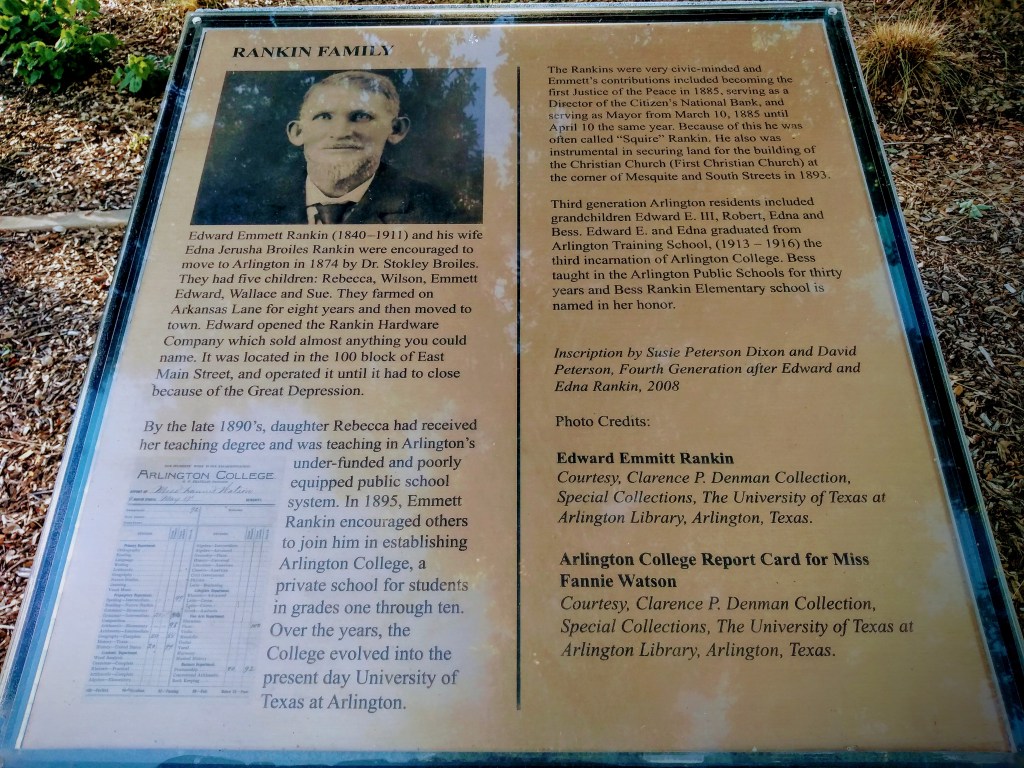 RANKIN FAMILY
Edward Emmett Rankin (1840–1911) and his wife
Edna Jerusha Broiles Rankin were encouraged to
move to Arlington in 1874 by Dr. Stokley Broiles.
They had five children: Rebecca, Wilson, Emmett
Edward, Wallace and Sue. They farmed on
Arkansas Lane for eight years and then moved to
town. Edward opened the Rankin Hardware
Company which sold almost anything you could
name. It was located in the 100 block of East
Main Street, and operated it until it had to close
because of the Great Depression.
By the late 1890's, daughter Rebecca had received
her teaching degree and was teaching in Arlington's
under-funded and poorly
equipped public school
system. In 1895, Emmett
Rankin encouraged others
to join him in establishing
Arlington College, a
private school for students
in grades one through ten.
Over the years, the
College evolved into the
present day University of
Texas at Arlington.
ARLINGTON COLLEGE
The Rankins were very civic-minded and
Emmett's contributions included becoming the
first Justice of the Peace in 1885, serving as a
Director of the Citizen's National Bank, and
serving as Mayor from March 10, 1885 until
April 10 the same year. Because of this he was
often called "Squire" Rankin. He also was
instrumental in securing land for the building of
the Christian Church (First Christian Church) at
the corner of Mesquite and South Streets in 1893.
Third generation Arlington residents included
grandchildren Edward E. III, Robert, Edna and
Bess. Edward E. and Edna graduated from
Arlington Training School, (1913 – 1916) the
third incarnation of Arlington College. Bess
taught in the Arlington Public Schools for thirty
years and Bess Rankin Elementary school is
named in her honor.
Inscription by Susie Peterson Dixon and David
Peterson, Fourth Generation after Edward and
Edna Rankin, 2008
Photo Credits:
Edward Emmitt Rankin
Courtesy, Clarence P. Denman Collection,
Special Collections, The University of Texas at
Arlington Library, Arlington, Texas.
Arlington College Report Card for Miss
Fannie Watson
Courtesy, Clarence P. Denman Collection,
Special Collections, The University of Texas at
Arlington Library, Arlington, Texas.